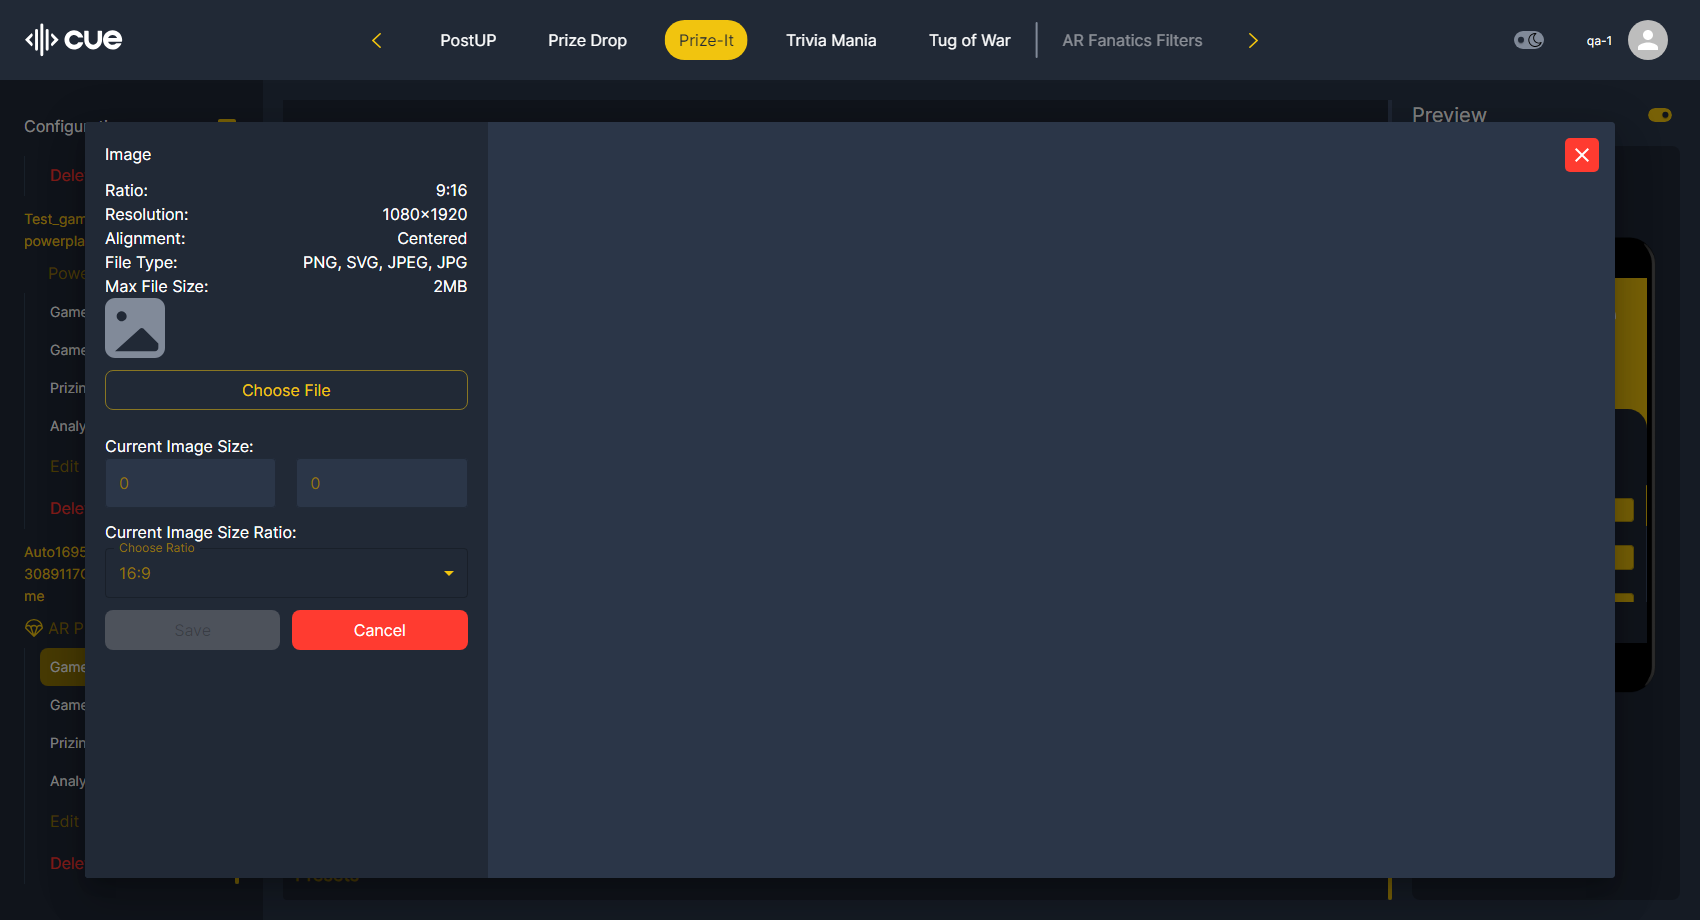 cue
PostUP
Prize Drop
Prize-It
Trivia Mania
Tug of War
AR Fanatics Filters
qa-1
Preview
Image
Ratio: 9:16
Resolution: 1080×1920
Alignment: Centered
File Type: PNG, SVG, JPEG, JPG
Max File Size: 2MB
Choose File
Current Image Size:
0 0
Current Image Size Ratio:
Choose Ratio
16:9
Save Cancel
Configu
Dele
Test_gam
powerpla
Powe
Game
Game
Prizin
Analy
Edit
Dele
Auto1695
30891170
me
AR P
Game
Game
Prizin
Analy
Edit
Dele